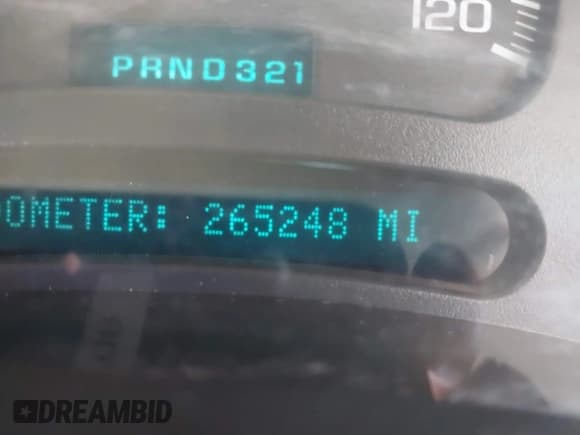 120
PRND321
OMETER: 265248 MI
DREAMBID